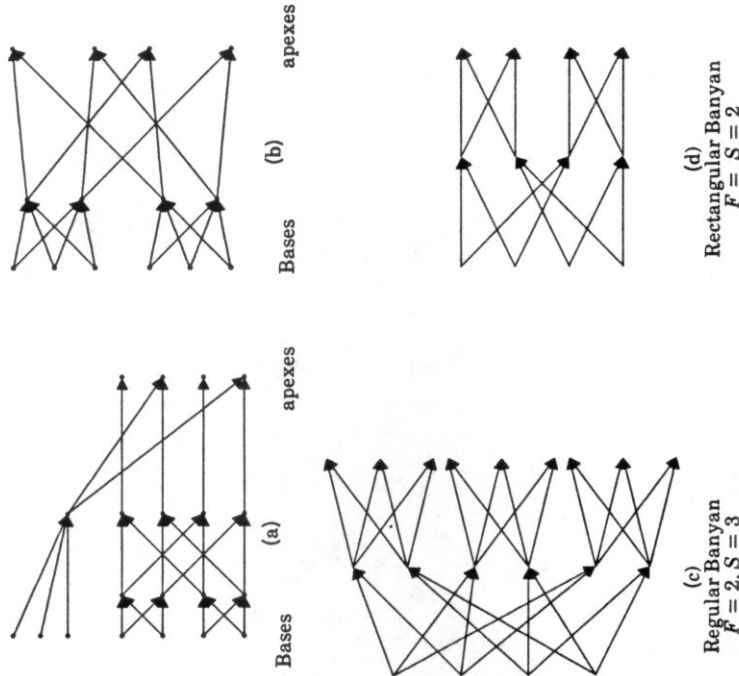 Bases
apexes
(a)
Bases
apexes
(b)
(c)
Regular Banyan
F = 2, S = 3
(d)
Rectangular Banyan
F = S = 2